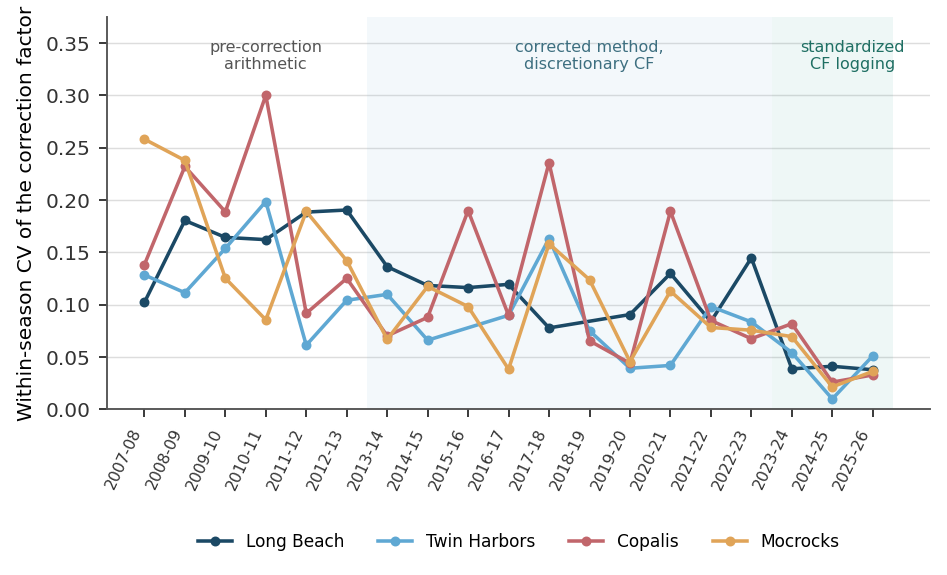 Within-season CV of the correction factor
0.35
0.30
0.25
0.20
0.15
0.10
0.05
0.00
pre-correction
arithmetic
corrected method,
discretionary CF
standardized
CF logging
2007-08
2008-09
2009-10
2010-11
2011-12
2012-13
2013-14
2014-15
2015-16
2016-17
2017-18
2018-19
2019-20
2020-21
2021-22
2022-23
2023-24
2024-25
2025-26
Long Beach
Twin Harbors
Copalis
Mocrocks